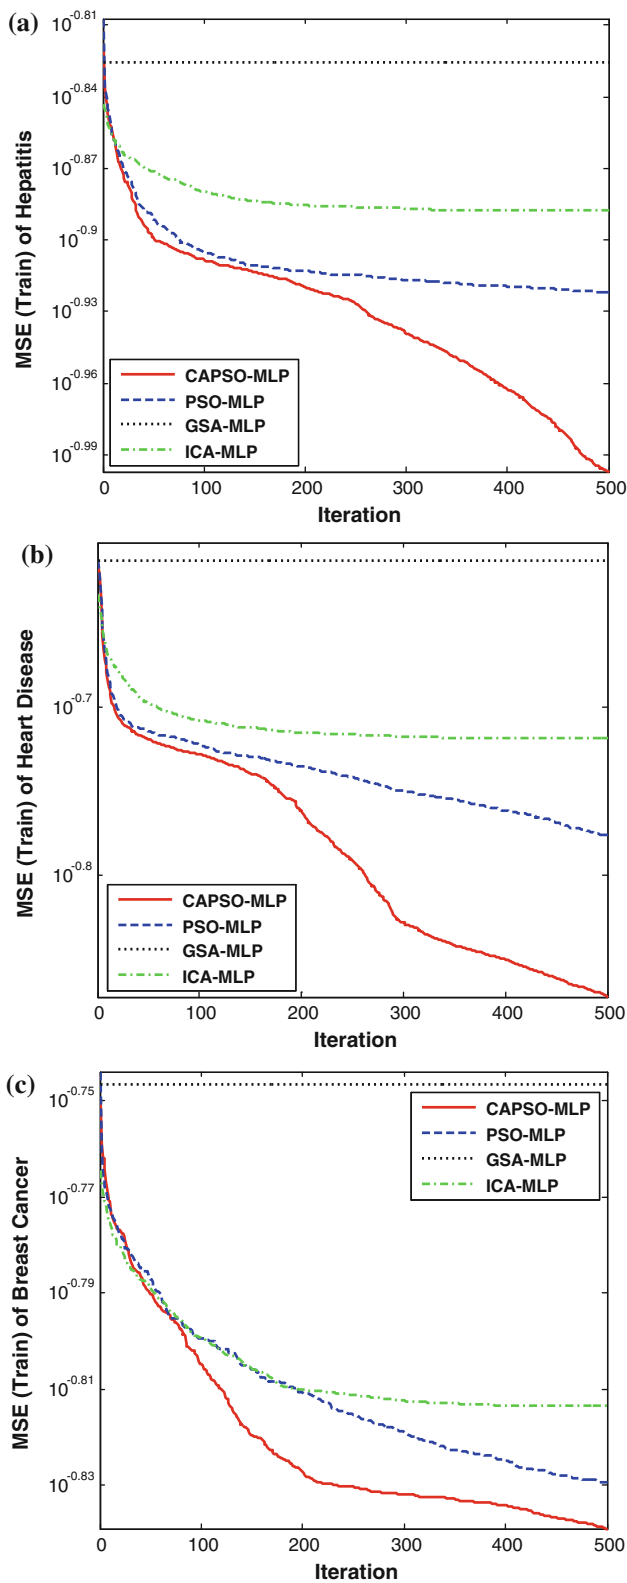 (a)
10^-0.81
10^-0.84
10^-0.87
10^-0.9
10^-0.93
10^-0.96
10^-0.99
MSE (Train) of Hepatitis
CAPSO-MLP
PSO-MLP
GSA-MLP
ICA-MLP
0 100 200 300 400 500
Iteration
(b)
10^-0.7
10^-0.8
MSE (Train) of Heart Disease
CAPSO-MLP
PSO-MLP
GSA-MLP
ICA-MLP
0 100 200 300 400 500
Iteration
(c)
10^-0.75
10^-0.77
10^-0.79
10^-0.81
10^-0.83
MSE (Train) of Breast Cancer
CAPSO-MLP
PSO-MLP
GSA-MLP
ICA-MLP
0 100 200 300 400 500
Iteration